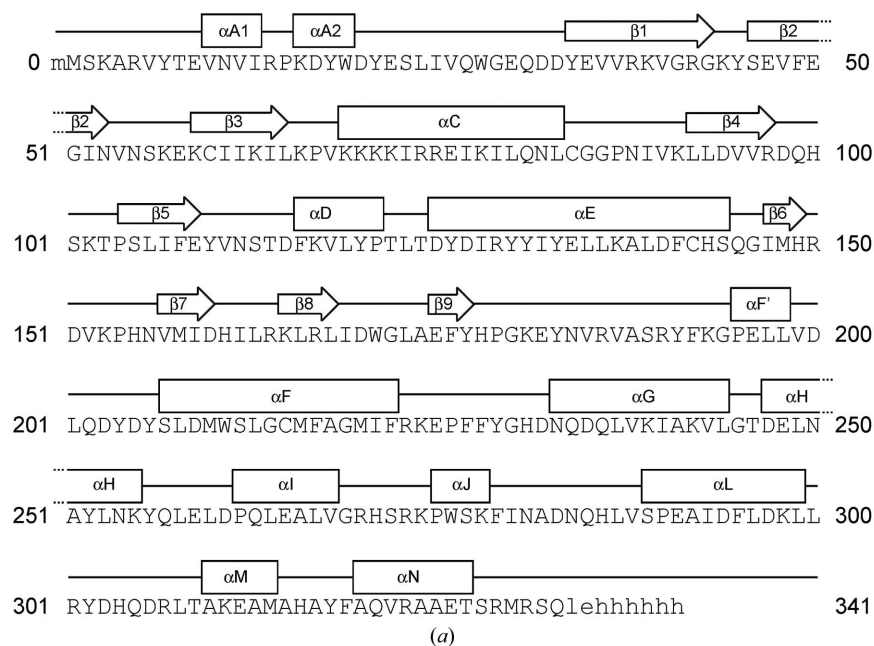 αA1 αA2 β1 β2
0 mMSKARVYTEVNVIRPKDYWDYESLIVQWGEQDDYEVVRKVGRGKYSEVFE 50
β2 β3 αC β4
51 GINVNSKEKCIIKILKPVKKKKIRREIKILQNLCGGPNIVKLLDVVRDQH 100
β5 αD αE β6
101 SKTPSLIFEYVNSTDFKVLYPTLTDYDIRYYIYELLKALDFCHSQGIMHR 150
β7 β8 β9 αF'
151 DVKPHNVMIDHILRKLRLIDWGLAEFYHPGKEYNVRVASRYFKGPELLVD 200
αF αG αH
201 LQDYDYSLDMWSLGCMFAGMIFRKEPFFYGHDNQDQLVKIAKVLGTDELN 250
αH αI αJ αL
251 AYLNKYQLELDPQLEALVGRHSRKPWSKFINADNQHLVSPEAIDFLDKLL 300
αM αN
301 RYDHQDRLTAKEAMAHAYFAQVRAAETSRMRSQlehhhhhh 341
(a)